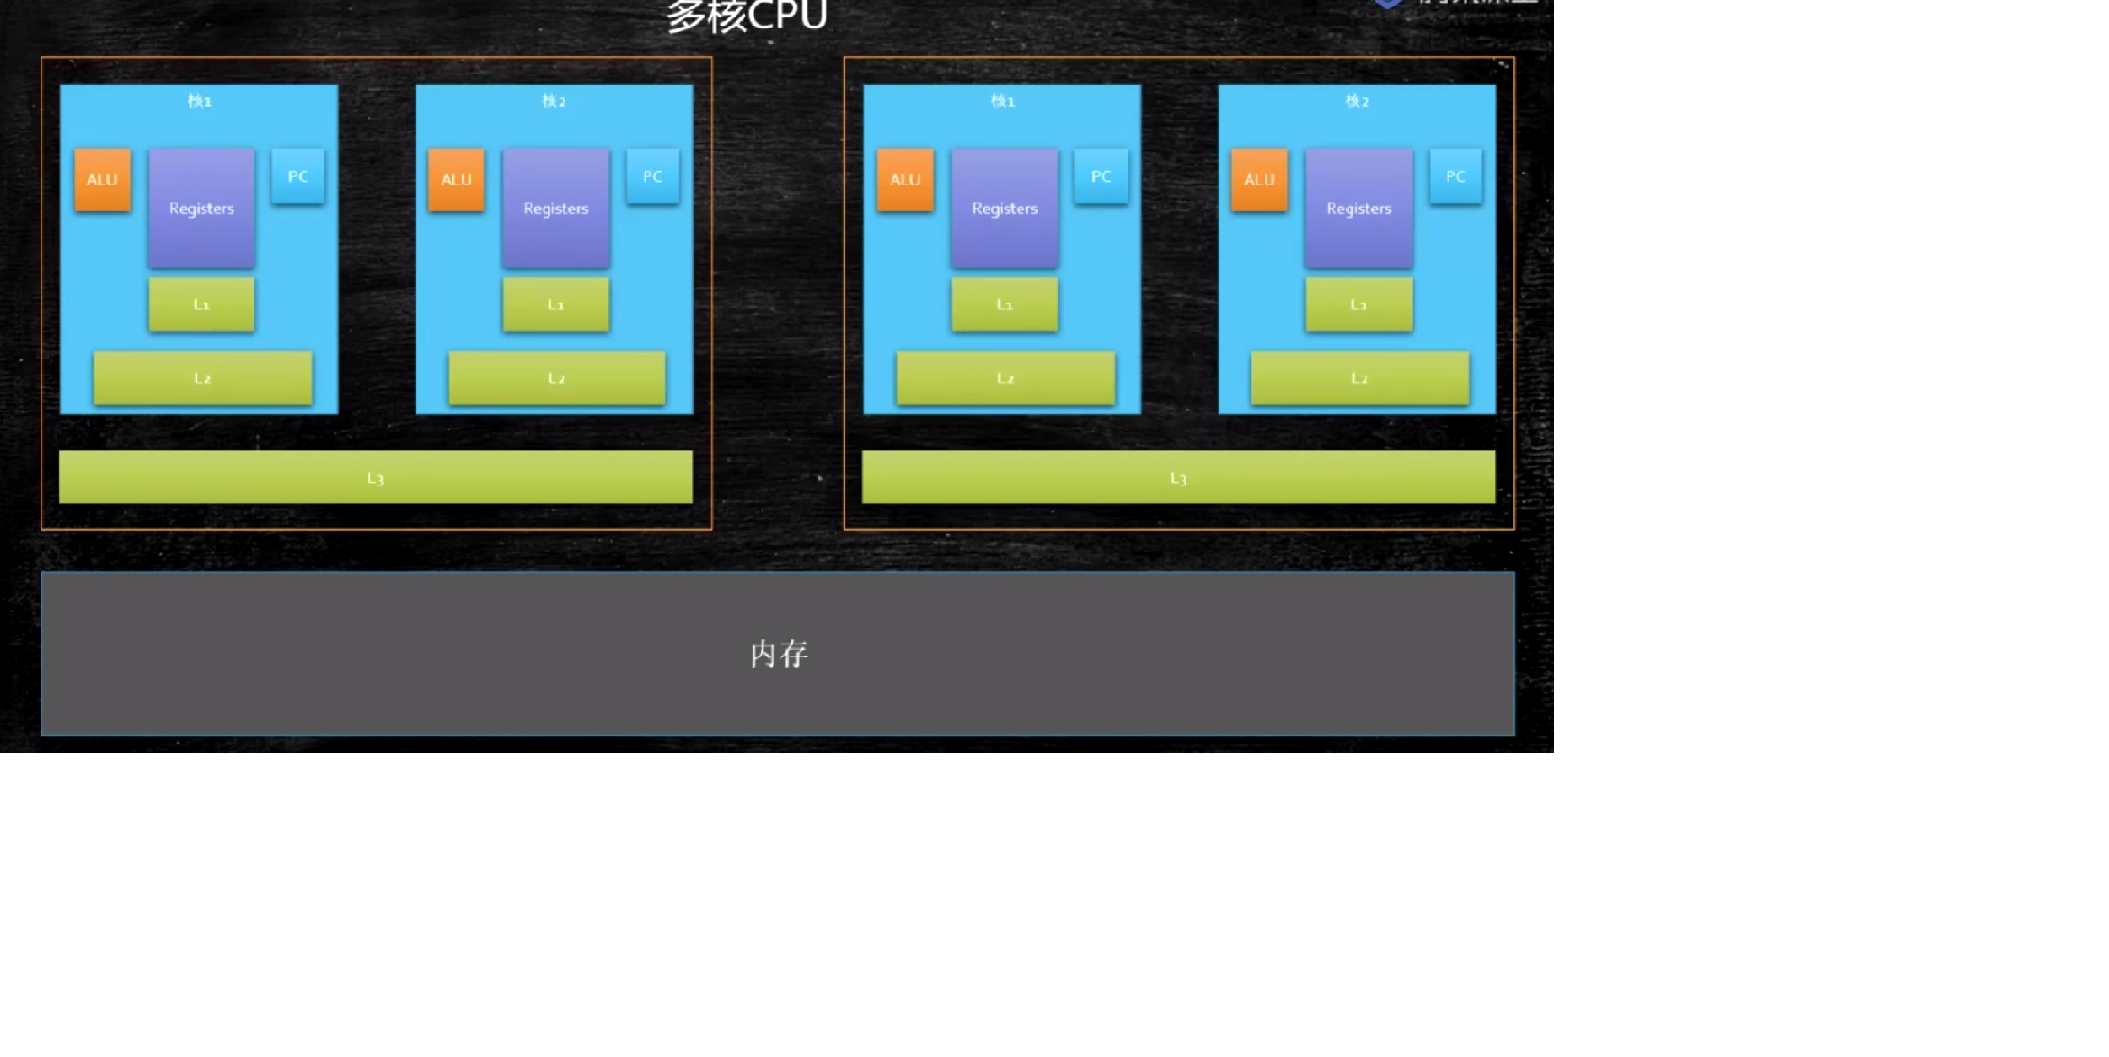 多核CPU
核1
ALU
Registers
PC
L1
L2
核2
ALU
Registers
PC
L1
L2
L3
核1
ALU
Registers
PC
L1
L2
核2
ALU
Registers
PC
L1
L2
L3
内存